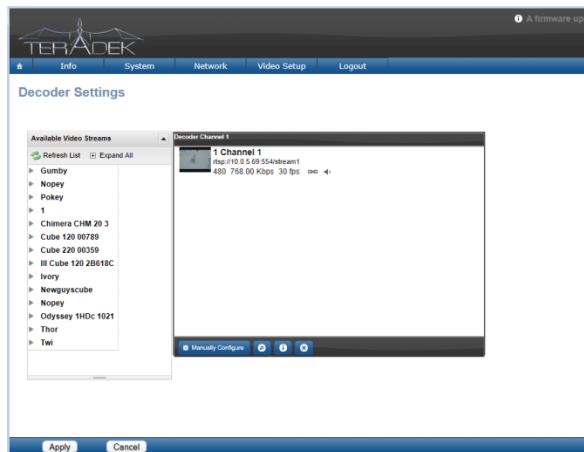 A firmware up
TERADEK
Info System Network Video Setup Logout
Decoder Settings
Available Video Streams
Refresh List Expand All
Gumby
Nopey
Pokey
1
Chimera CHM 20 3
Cube 120 00789
Cube 220 00359
III Cube 120 2B618C
Ivory
Newguyscube
Nopey
Odyssey 1HDc 1021
Thor
Twi
Decoder Channel 1
1 Channel 1
rtsp://10.0.5.69:554/stream1
480 768.00 Kbps 30 fps
Manually Configure
Apply Cancel